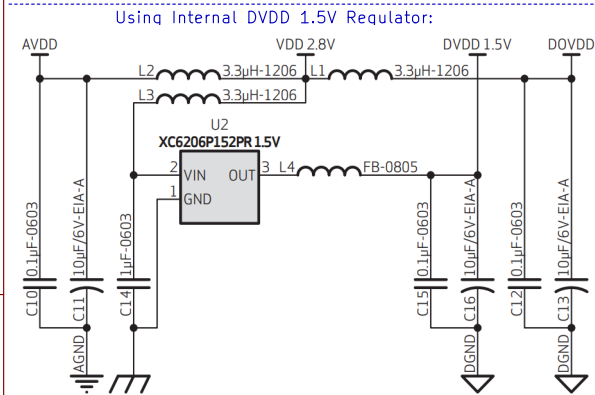 Using Internal DVDD 1.5V Regulator:
AVDD
VDD 2.8V
DVDD 1.5V
DOVDD
L2
3.3µH-1206
L1
3.3µH-1206
L3
3.3µH-1206
U2
XC6206P152PR 1.5V
2
VIN
OUT
3
L4
FB-0805
1
GND
C10
0.1µF-0603
C11
10µF/6V-EIA-A
C14
1µF-0603
C15
0.1µF-0603
C16
10µF/6V-EIA-A
C12
0.1µF-0603
C13
10µF/6V-EIA-A
AGND
DGND
DGND